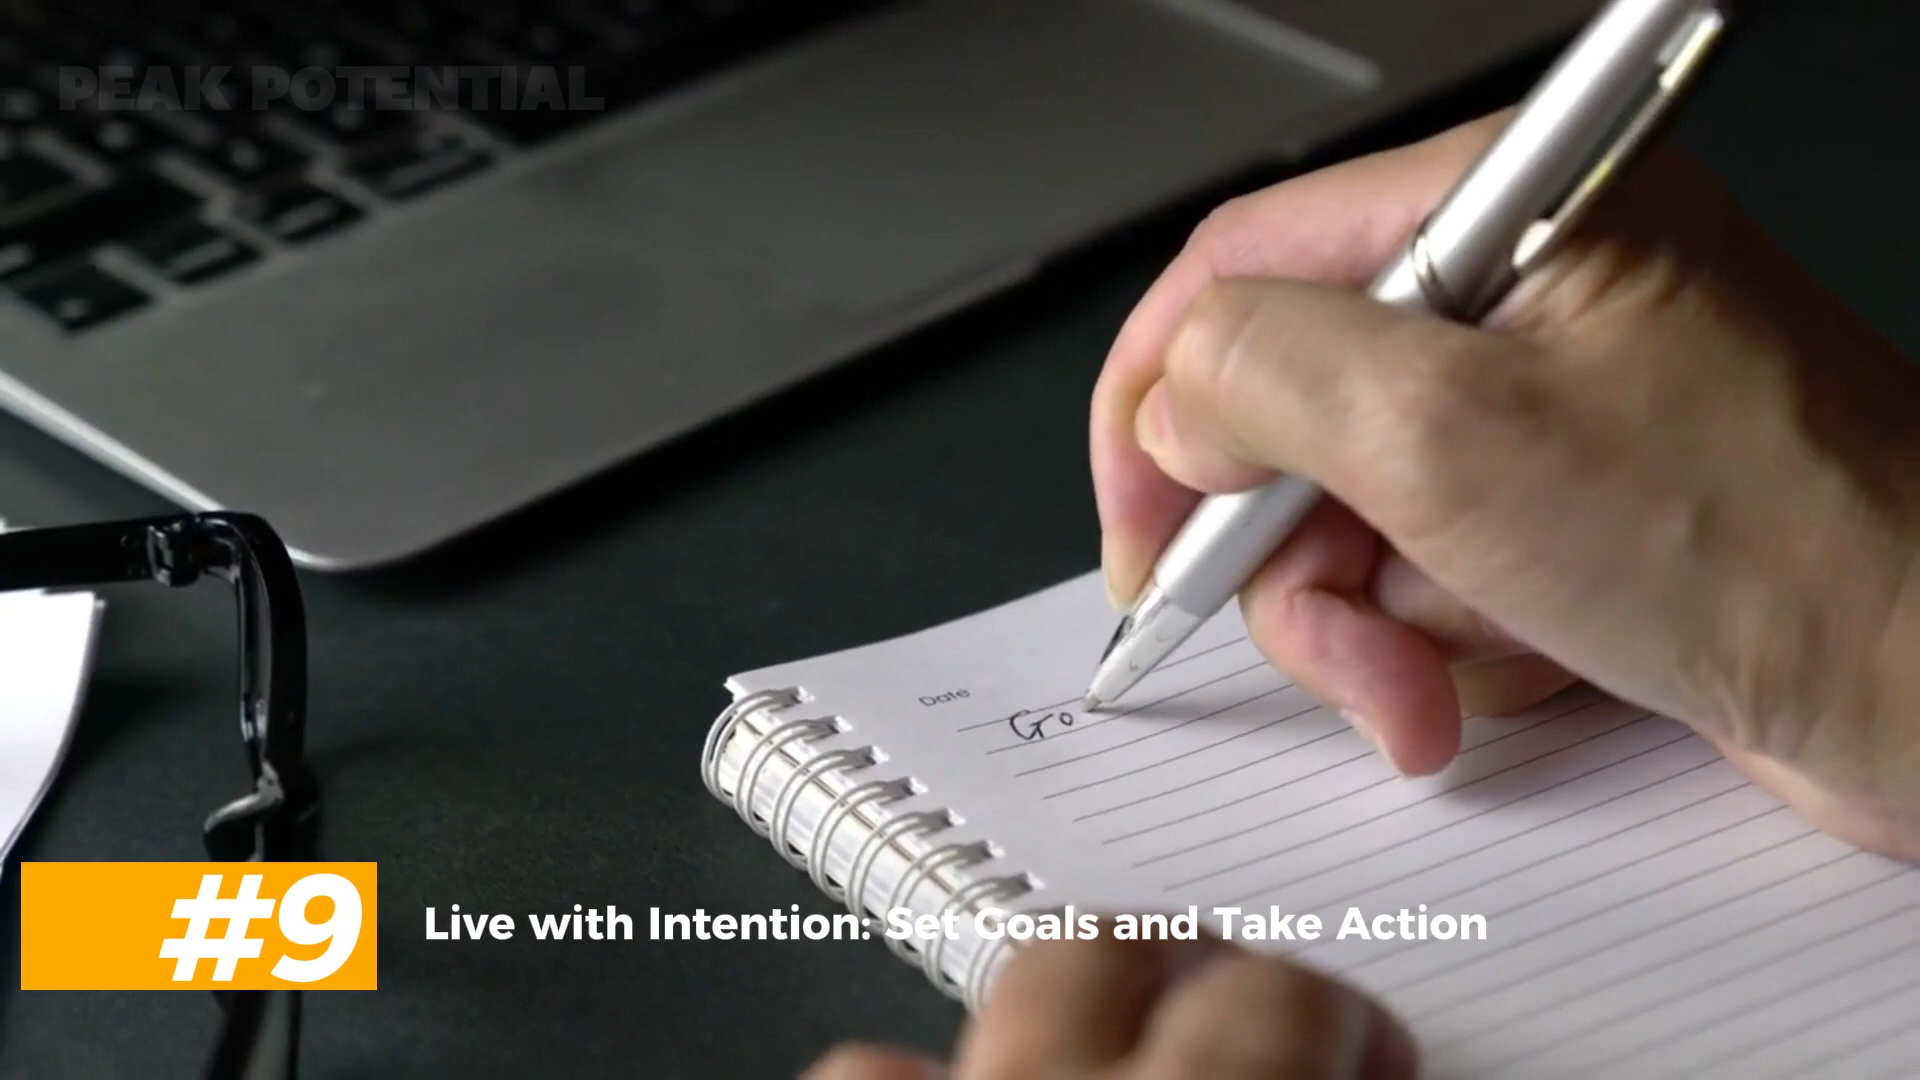 PEAK POTENTIAL
Date
Go
#9
Live with Intention: Set Goals and Take Action